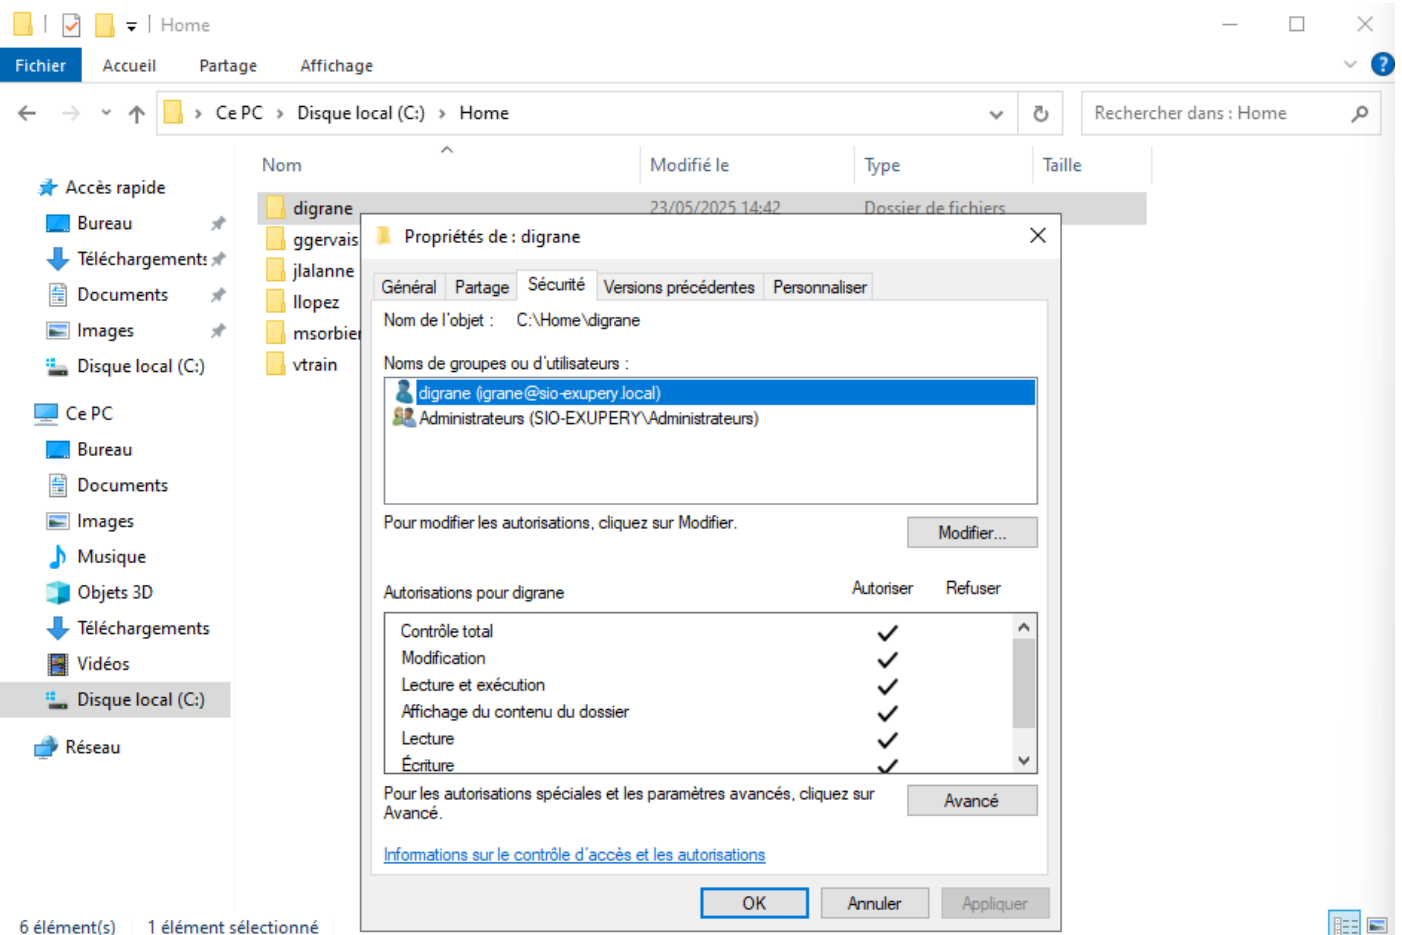 Home
Fichier Accueil Partage Affichage
Ce PC Disque local (C:) Home
Rechercher dans : Home
Nom Modifié le Type Taille
Accès rapide
Bureau
Téléchargements
Documents
Images
Disque local (C:)
Ce PC
Bureau
Documents
Images
Musique
Objets 3D
Téléchargements
Vidéos
Disque local (C:)
Réseau
digrane 23/05/2025 14:42 Dossier de fichiers
ggervais
jlalanne
llopez
msorbier
vtrain
Propriétés de : digrane
Général Partage Sécurité Versions précédentes Personnaliser
Nom de l'objet : C:\Home\digrane
Noms de groupes ou d'utilisateurs :
digrane (igrane@sio-exupery.local)
Administrateurs (SIO-EXUPERY\Administrateurs)
Pour modifier les autorisations, cliquez sur Modifier.
Modifier...
Autorisations pour digrane Autoriser Refuser
Contrôle total
Modification
Lecture et exécution
Affichage du contenu du dossier
Lecture
Écriture
Pour les autorisations spéciales et les paramètres avancés, cliquez sur
Avancé.
Avancé
Informations sur le contrôle d'accès et les autorisations
OK Annuler Appliquer
6 élément(s) 1 élément sélectionné